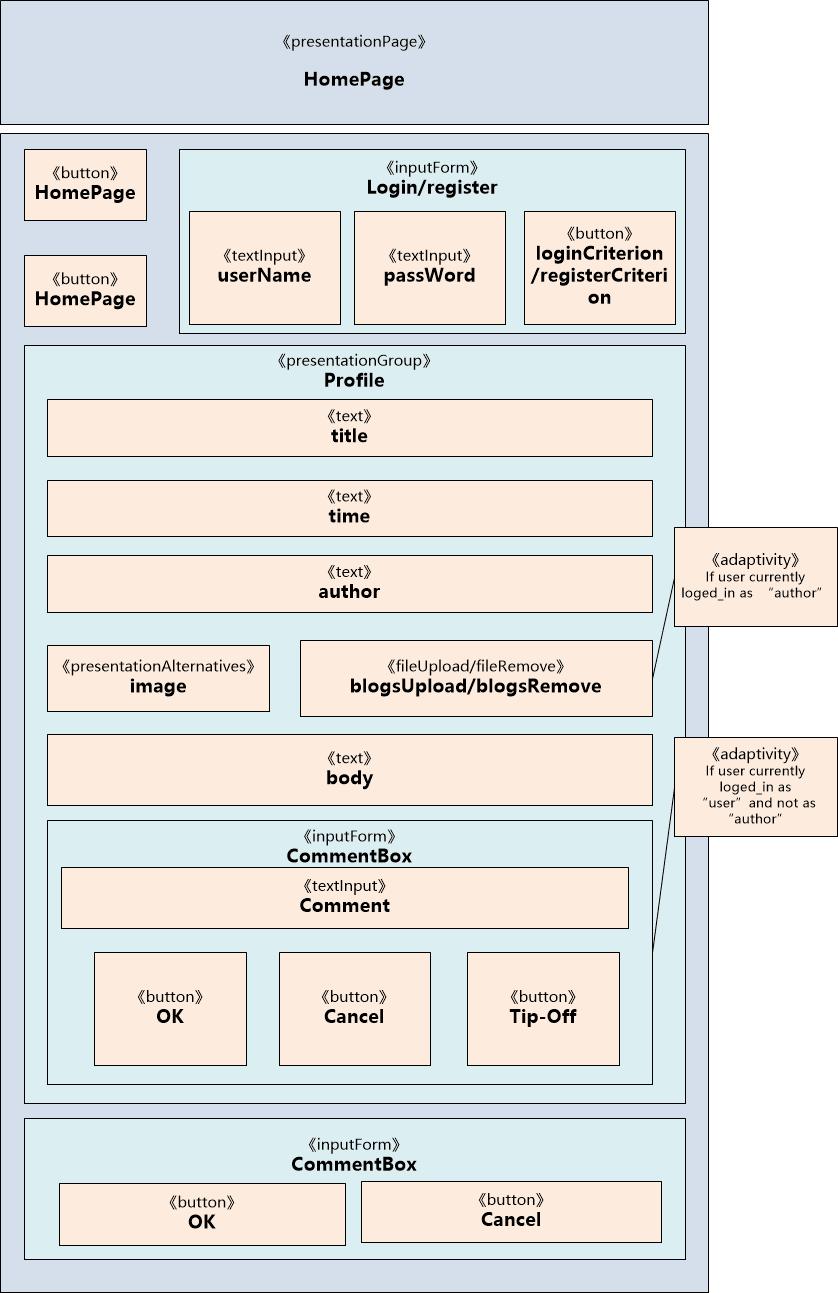 《presentationPage》
HomePage
《button》
HomePage
《button》
HomePage
《inputForm》
Login/register
《textInput》
userName
《textInput》
passWord
《button》
loginCriterion
/registerCriteri
on
《presentationGroup》
Profile
《text》
title
《text》
time
《text》
author
《adaptivity》
If user currently
loged_in as “author”
《presentationAlternatives》
image
《fileUpload/fileRemove》
blogsUpload/blogsRemove
《text》
body
《adaptivity》
If user currently
loged_in as
“user” and not as
“author”
《inputForm》
CommentBox
《textInput》
Comment
《button》
OK
《button》
Cancel
《button》
Tip-Off
《inputForm》
CommentBox
《button》
OK
《button》
Cancel